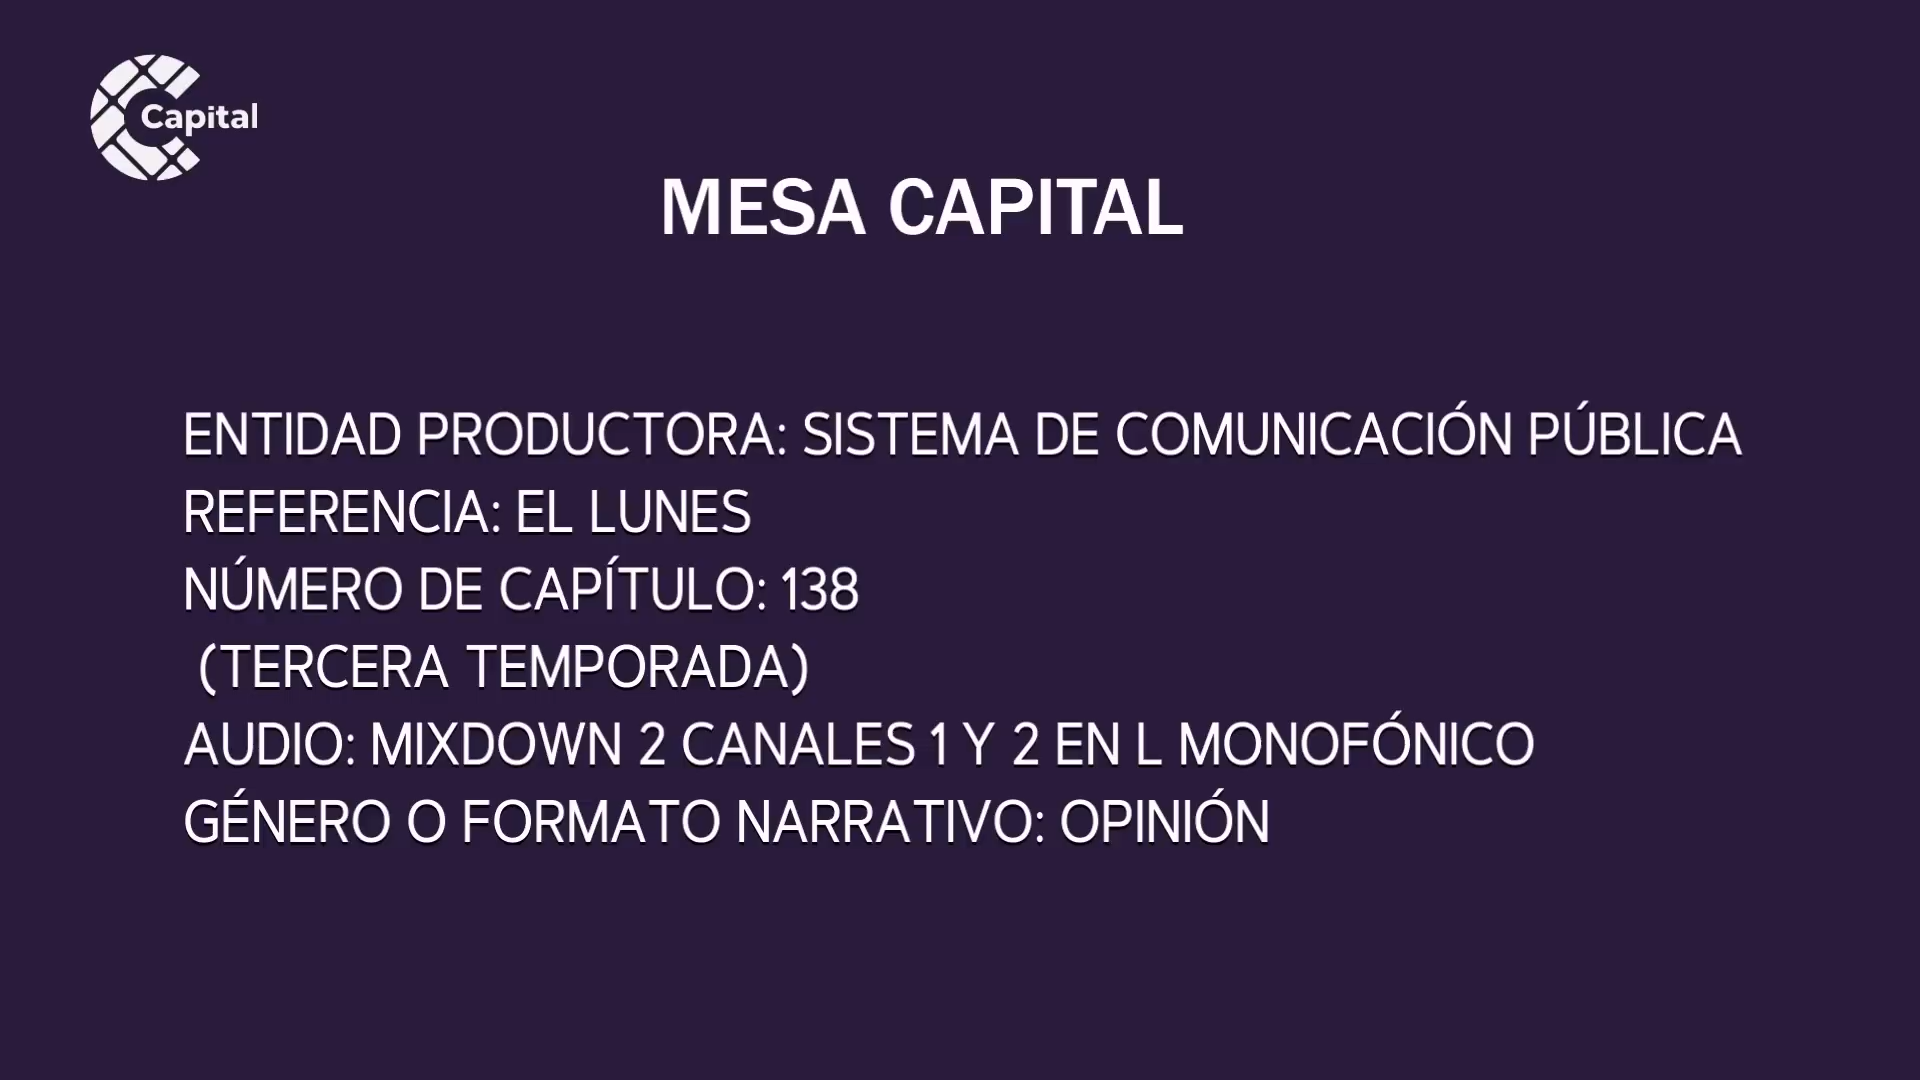 Capital
MESA CAPITAL
ENTIDAD PRODUCTORA: SISTEMA DE COMUNICACIÓN PÚBLICA
REFERENCIA: EL LUNES
NÚMERO DE CAPÍTULO: 138
(TERCERA TEMPORADA)
AUDIO: MIXDOWN 2 CANALES 1 Y 2 EN L MONOFÓNICO
GÉNERO O FORMATO NARRATIVO: OPINIÓN